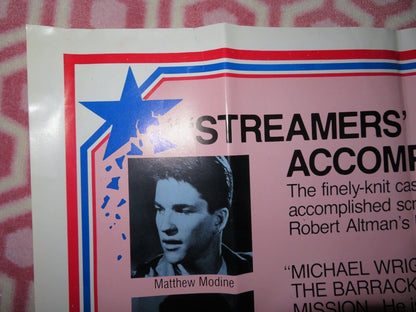 "STREAMERS'
ACCOMP
The finely-knit cas
accomplished scr
Robert Altman's
Matthew Modine
"MICHAEL WRIG
THE BARRACK
MISSION. He i